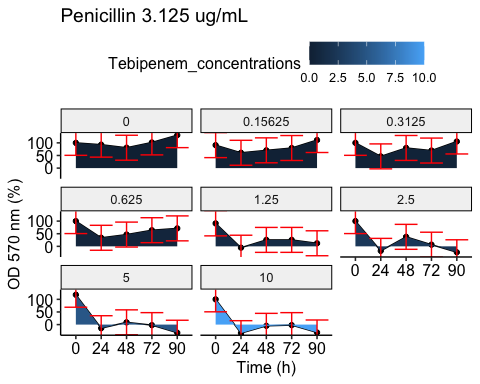 Penicillin 3.125 ug/mL
Tebipenem_concentrations
0.0 2.5 5.0 7.5 10.0
0 0.15625 0.3125
100
50
0
0.625 1.25 2.5
100
50
0
0 24 48 72 90
5 10
100
50
0
0 24 48 72 90 0 24 48 72 90
OD 570 nm (%)
Time (h)